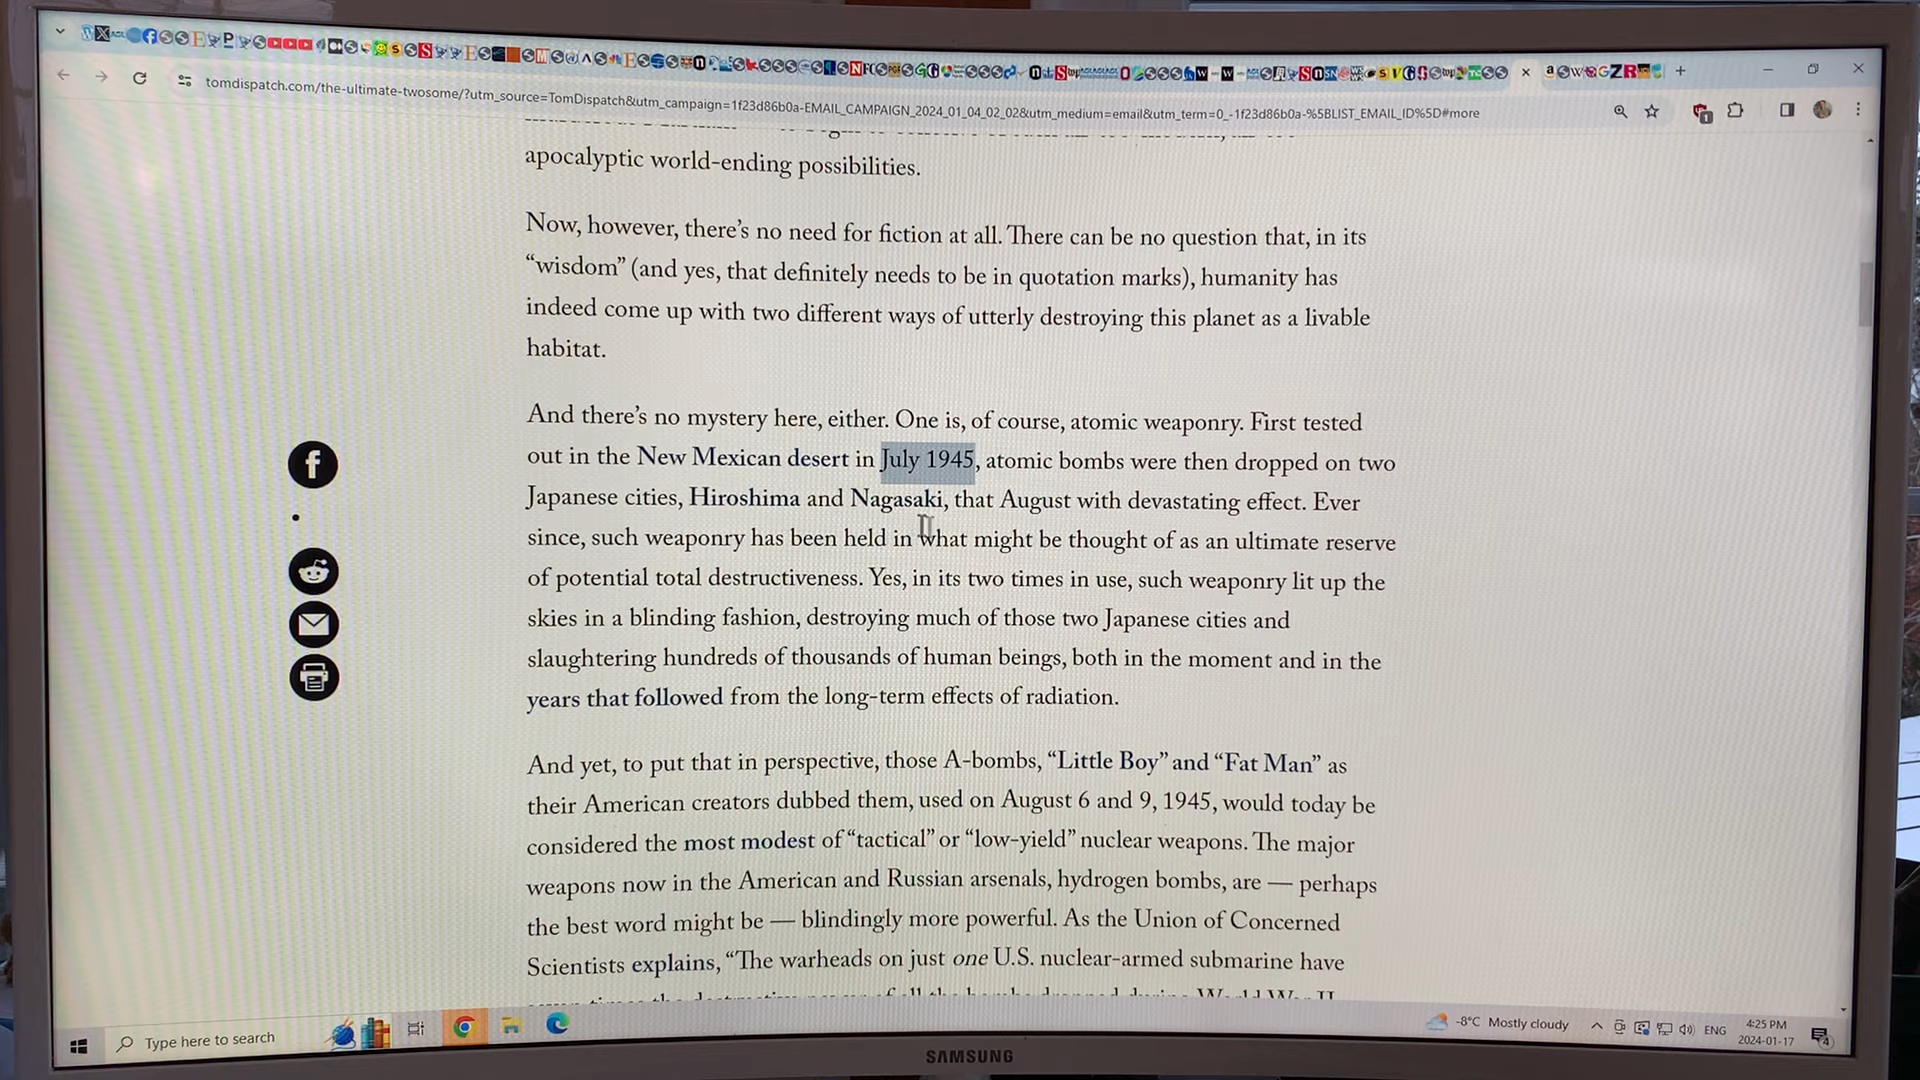 tomdispatch.com/the-ultimate-twosome/?utm_source=TomDispatch&utm_campaign=1f23d86b0a-EMAIL_CAMPAIGN_2024_01_04_02_02&utm_medium=email&utm_term=0_-1f23d86b0a-%5BLIST_EMAIL_ID%5D#more
apocalyptic world-ending possibilities.
Now, however, there’s no need for fiction at all. There can be no question that, in its
“wisdom” (and yes, that definitely needs to be in quotation marks), humanity has
indeed come up with two different ways of utterly destroying this planet as a livable
habitat.
And there’s no mystery here, either. One is, of course, atomic weaponry. First tested
out in the New Mexican desert in July 1945, atomic bombs were then dropped on two
Japanese cities, Hiroshima and Nagasaki, that August with devastating effect. Ever
since, such weaponry has been held in what might be thought of as an ultimate reserve
of potential total destructiveness. Yes, in its two times in use, such weaponry lit up the
skies in a blinding fashion, destroying much of those two Japanese cities and
slaughtering hundreds of thousands of human beings, both in the moment and in the
years that followed from the long-term effects of radiation.
And yet, to put that in perspective, those A-bombs, “Little Boy” and “Fat Man” as
their American creators dubbed them, used on August 6 and 9, 1945, would today be
considered the most modest of “tactical” or “low-yield” nuclear weapons. The major
weapons now in the American and Russian arsenals, hydrogen bombs, are — perhaps
the best word might be — blindingly more powerful. As the Union of Concerned
Scientists explains, “The warheads on just one U.S. nuclear-armed submarine have
Type here to search
-8°C Mostly cloudy
ENG
4:25 PM
2024-01-17
SAMSUNG